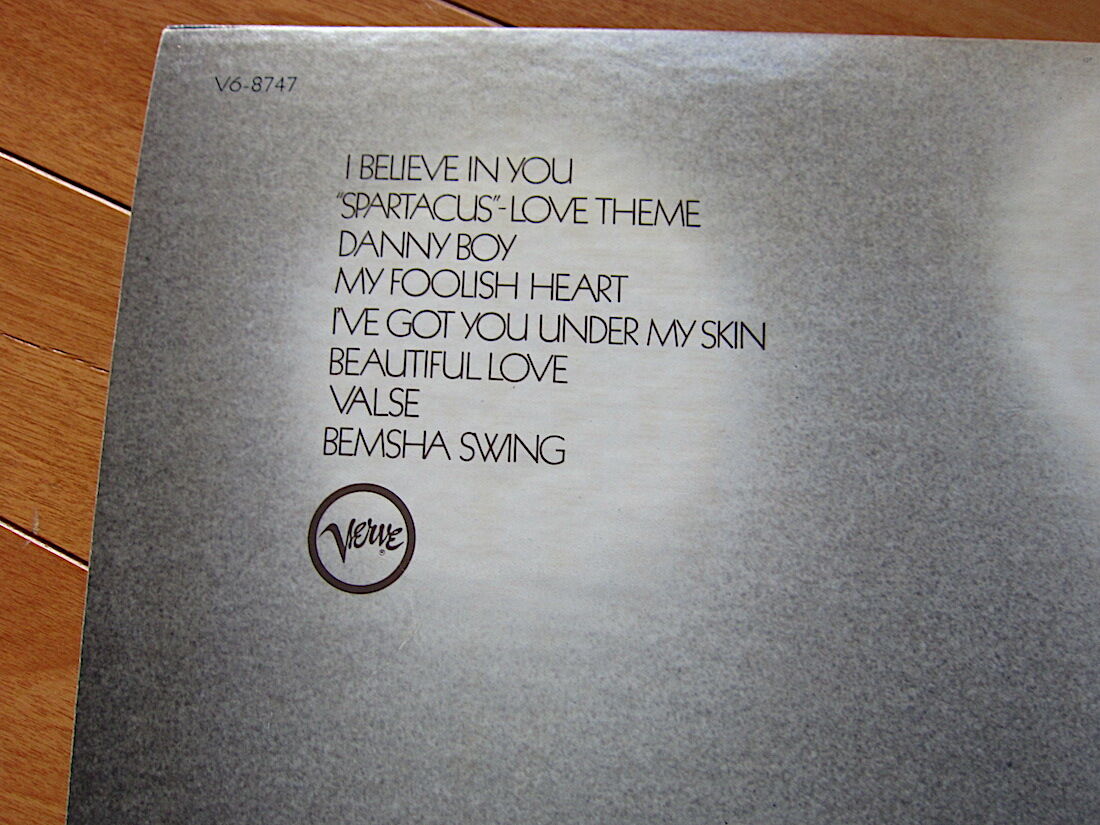 V6-8747
I BELIEVE IN YOU
"SPARTACUS"-LOVE THEME
DANNY BOY
MY FOOLISH HEART
I'VE GOT YOU UNDER MY SKIN
BEAUTIFUL LOVE
VALSE
BEMSHA SWING
Verve
®